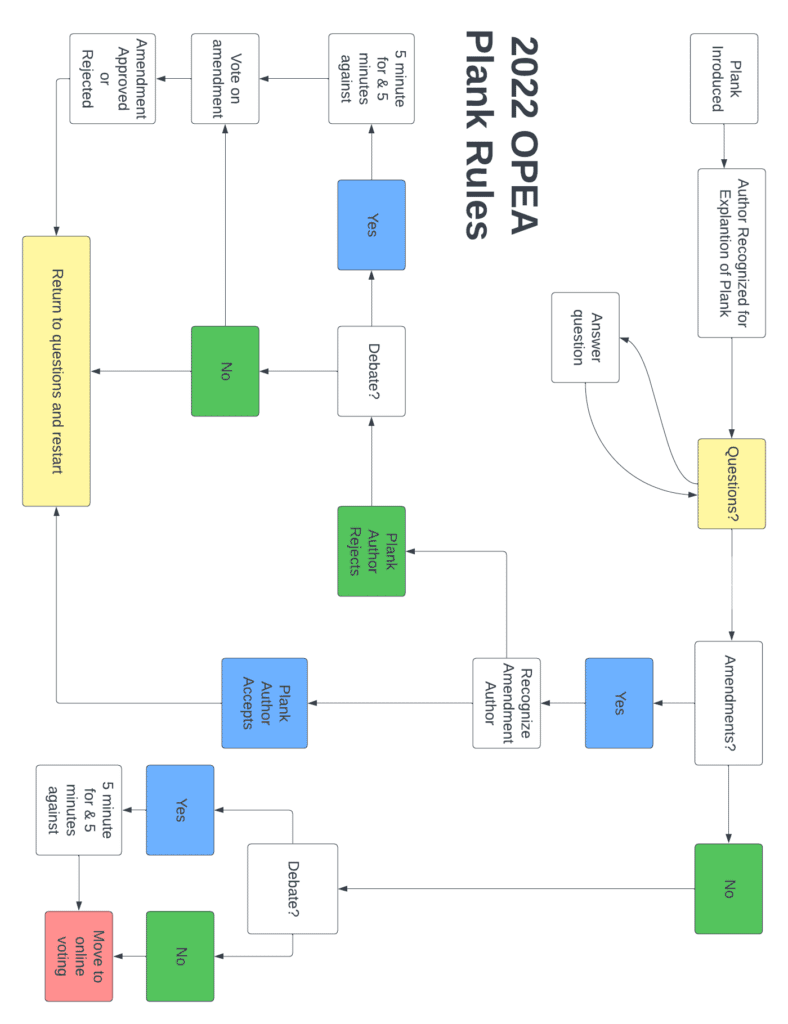 2022 OPEA
Plank Rules
Plank
Inroduced
Author Recognized for
Explantion of Plank
Questions?
Answer
question
Amendments?
No
Yes
Recognize
Amendment
Author
Plank
Author
Rejects
Plank
Author
Accepts
Debate?
Yes
No
5 minute
for & 5
minutes
against
Vote on
amendment
Amendment
Approved
or
Rejected
Return to questions and restart
Debate?
Yes
No
5 minute
for & 5
minutes
against
Move to
online
voting